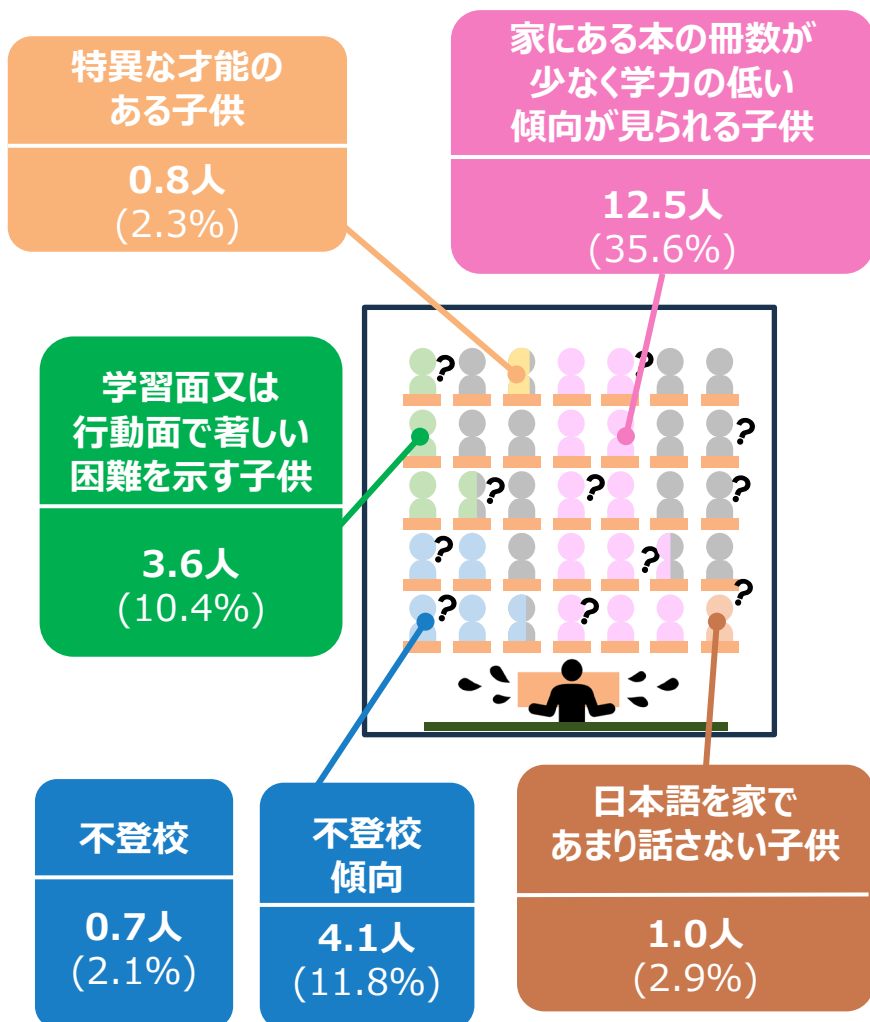 特異な才能の
ある子供
0.8人
(2.3%)
家にある本の冊数が
少なく学力の低い
傾向が見られる子供
12.5人
(35.6%)
学習面又は
行動面で著しい
困難を示す子供
3.6人
(10.4%)
?
?
?
?
?
?
?
?
?
?
?
不登校
0.7人
(2.1%)
不登校
傾向
4.1人
(11.8%)
日本語を家で
あまり話さない子供
1.0人
(2.9%)